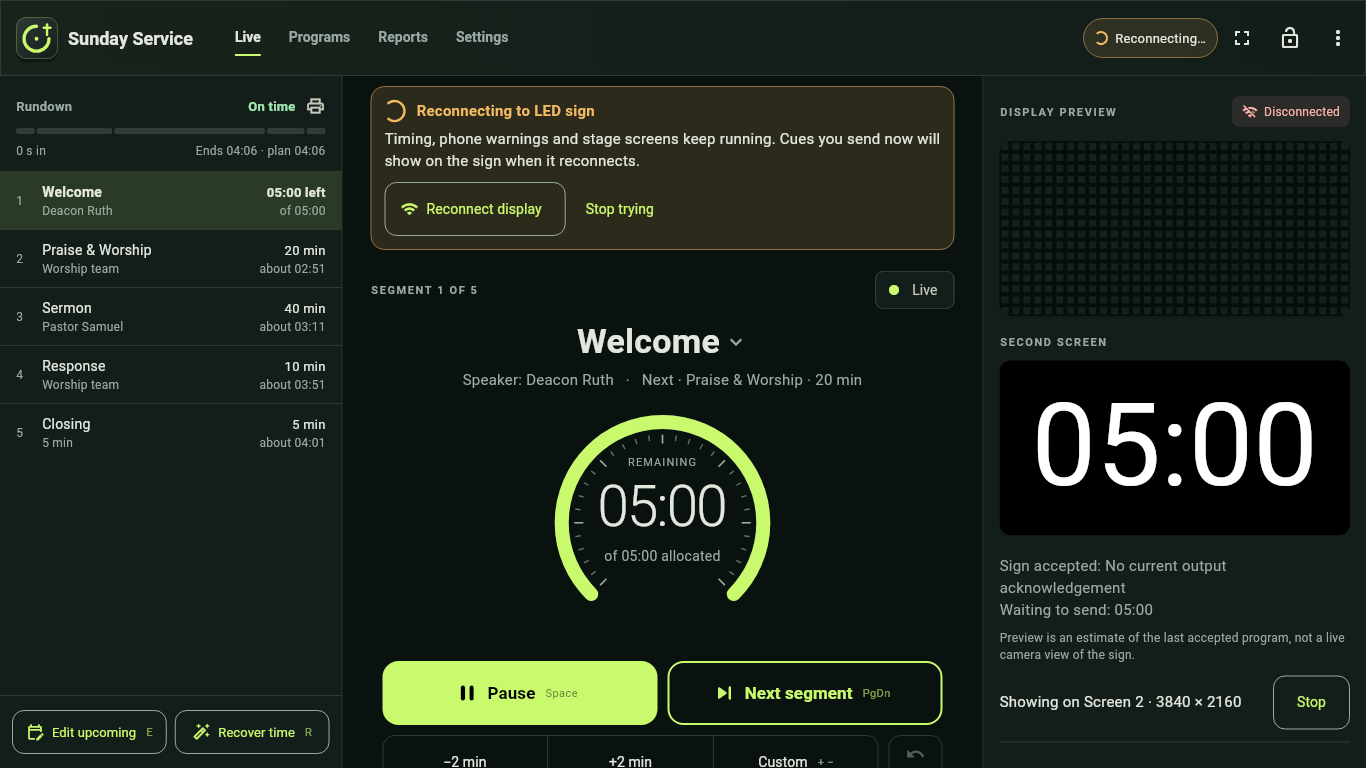 Sunday Service
Live
Programs
Reports
Settings
Reconnecting…
Rundown
On time
0 s in
Ends 04:06 · plan 04:06
1
Welcome
05:00 left
Deacon Ruth
of 05:00
2
Praise & Worship
20 min
Worship team
about 02:51
3
Sermon
40 min
Pastor Samuel
about 03:11
4
Response
10 min
Worship team
about 03:51
5
Closing
5 min
5 min
about 04:01
Edit upcoming E
Recover time R
Reconnecting to LED sign
Timing, phone warnings and stage screens keep running. Cues you send now will
show on the sign when it reconnects.
Reconnect display
Stop trying
SEGMENT 1 OF 5
Live
Welcome
Speaker: Deacon Ruth · Next · Praise & Worship · 20 min
REMAINING
05:00
of 05:00 allocated
Pause Space
Next segment PgDn
−2 min
+2 min
Custom + −
DISPLAY PREVIEW
Disconnected
SECOND SCREEN
05:00
Sign accepted: No current output
acknowledgement
Waiting to send: 05:00
Preview is an estimate of the last accepted program, not a live
camera view of the sign.
Showing on Screen 2 · 3840 × 2160
Stop